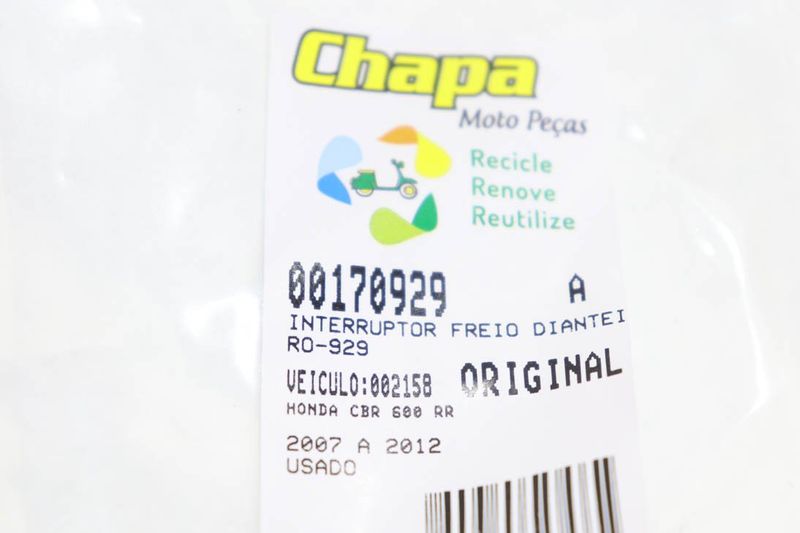 Chapa
Moto Peças
Recicle
Renove
Reutilize
00170929 A
INTERRUPTOR FREIO DIANTEI
RO-929
VEICULO:002158 ORIGINAL
HONDA CBR 600 RR
2007 A 2012
USADO